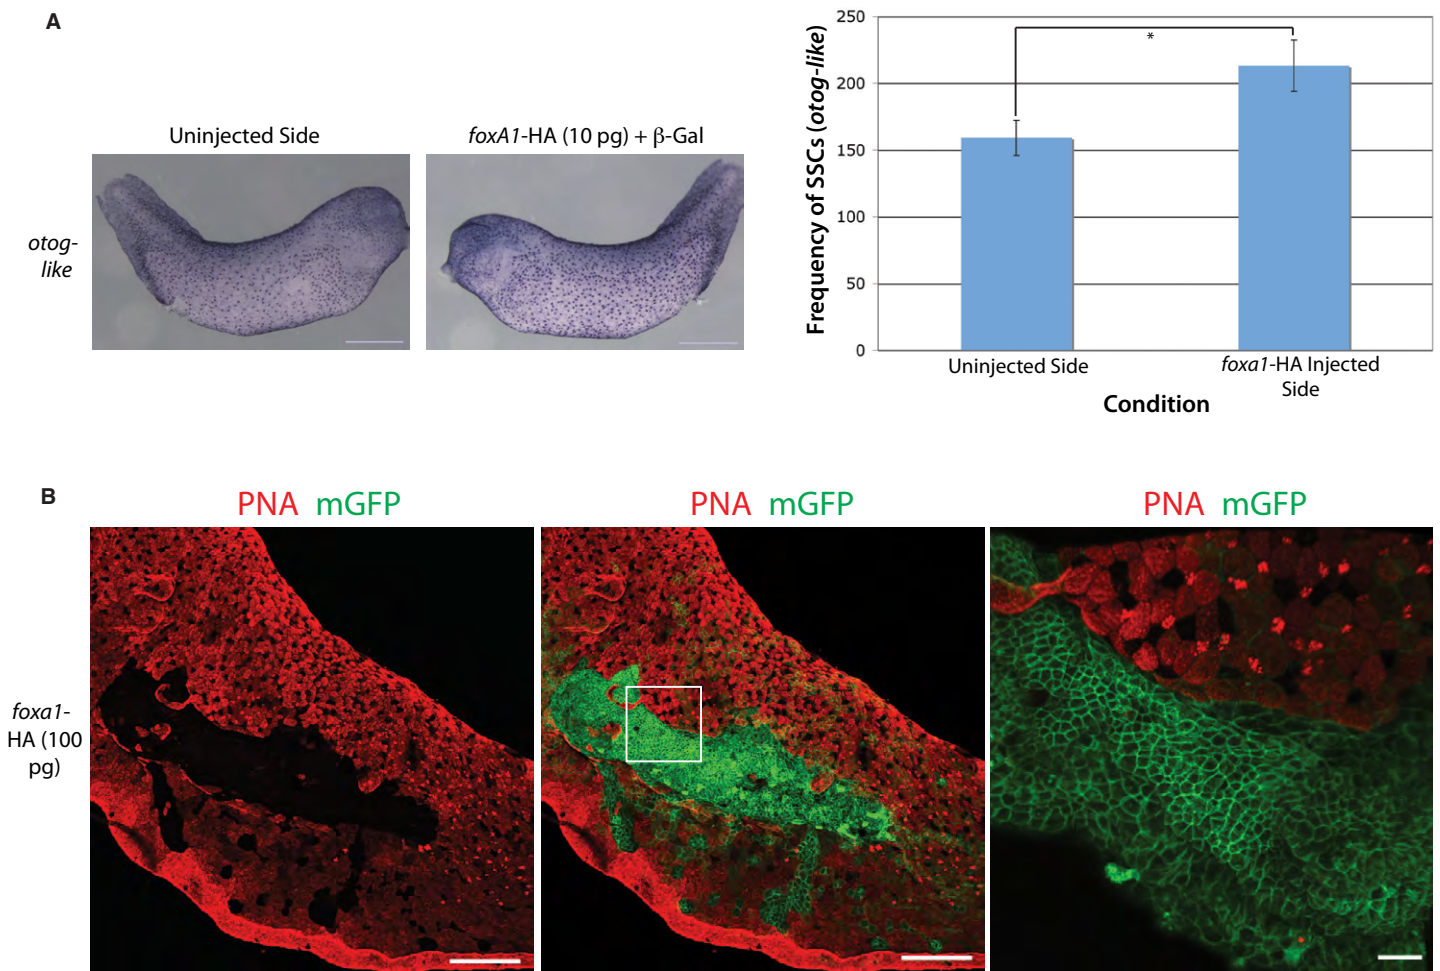 A
Uninjected Side
foxA1-HA (10 pg) + β-Gal
otog-
like
Frequency of SSCs (otog-like)
250
200
150
100
50
0
*
Uninjected Side
foxa1-HA Injected
Side
Condition
B
PNA mGFP
PNA mGFP
PNA mGFP
foxa1-
HA (100
pg)